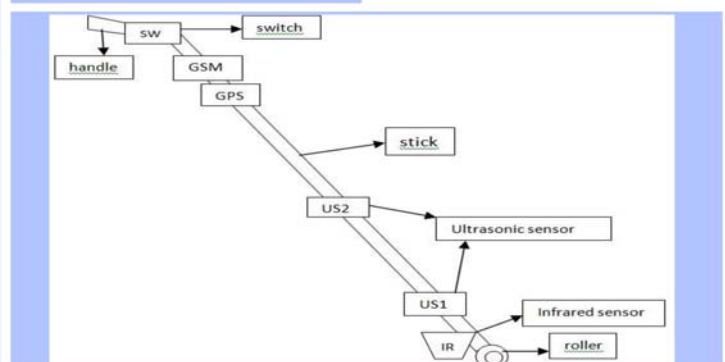 SW
switch
handle
GSM
GPS
stick
US2
Ultrasonic sensor
US1
Infrared sensor
IR
roller